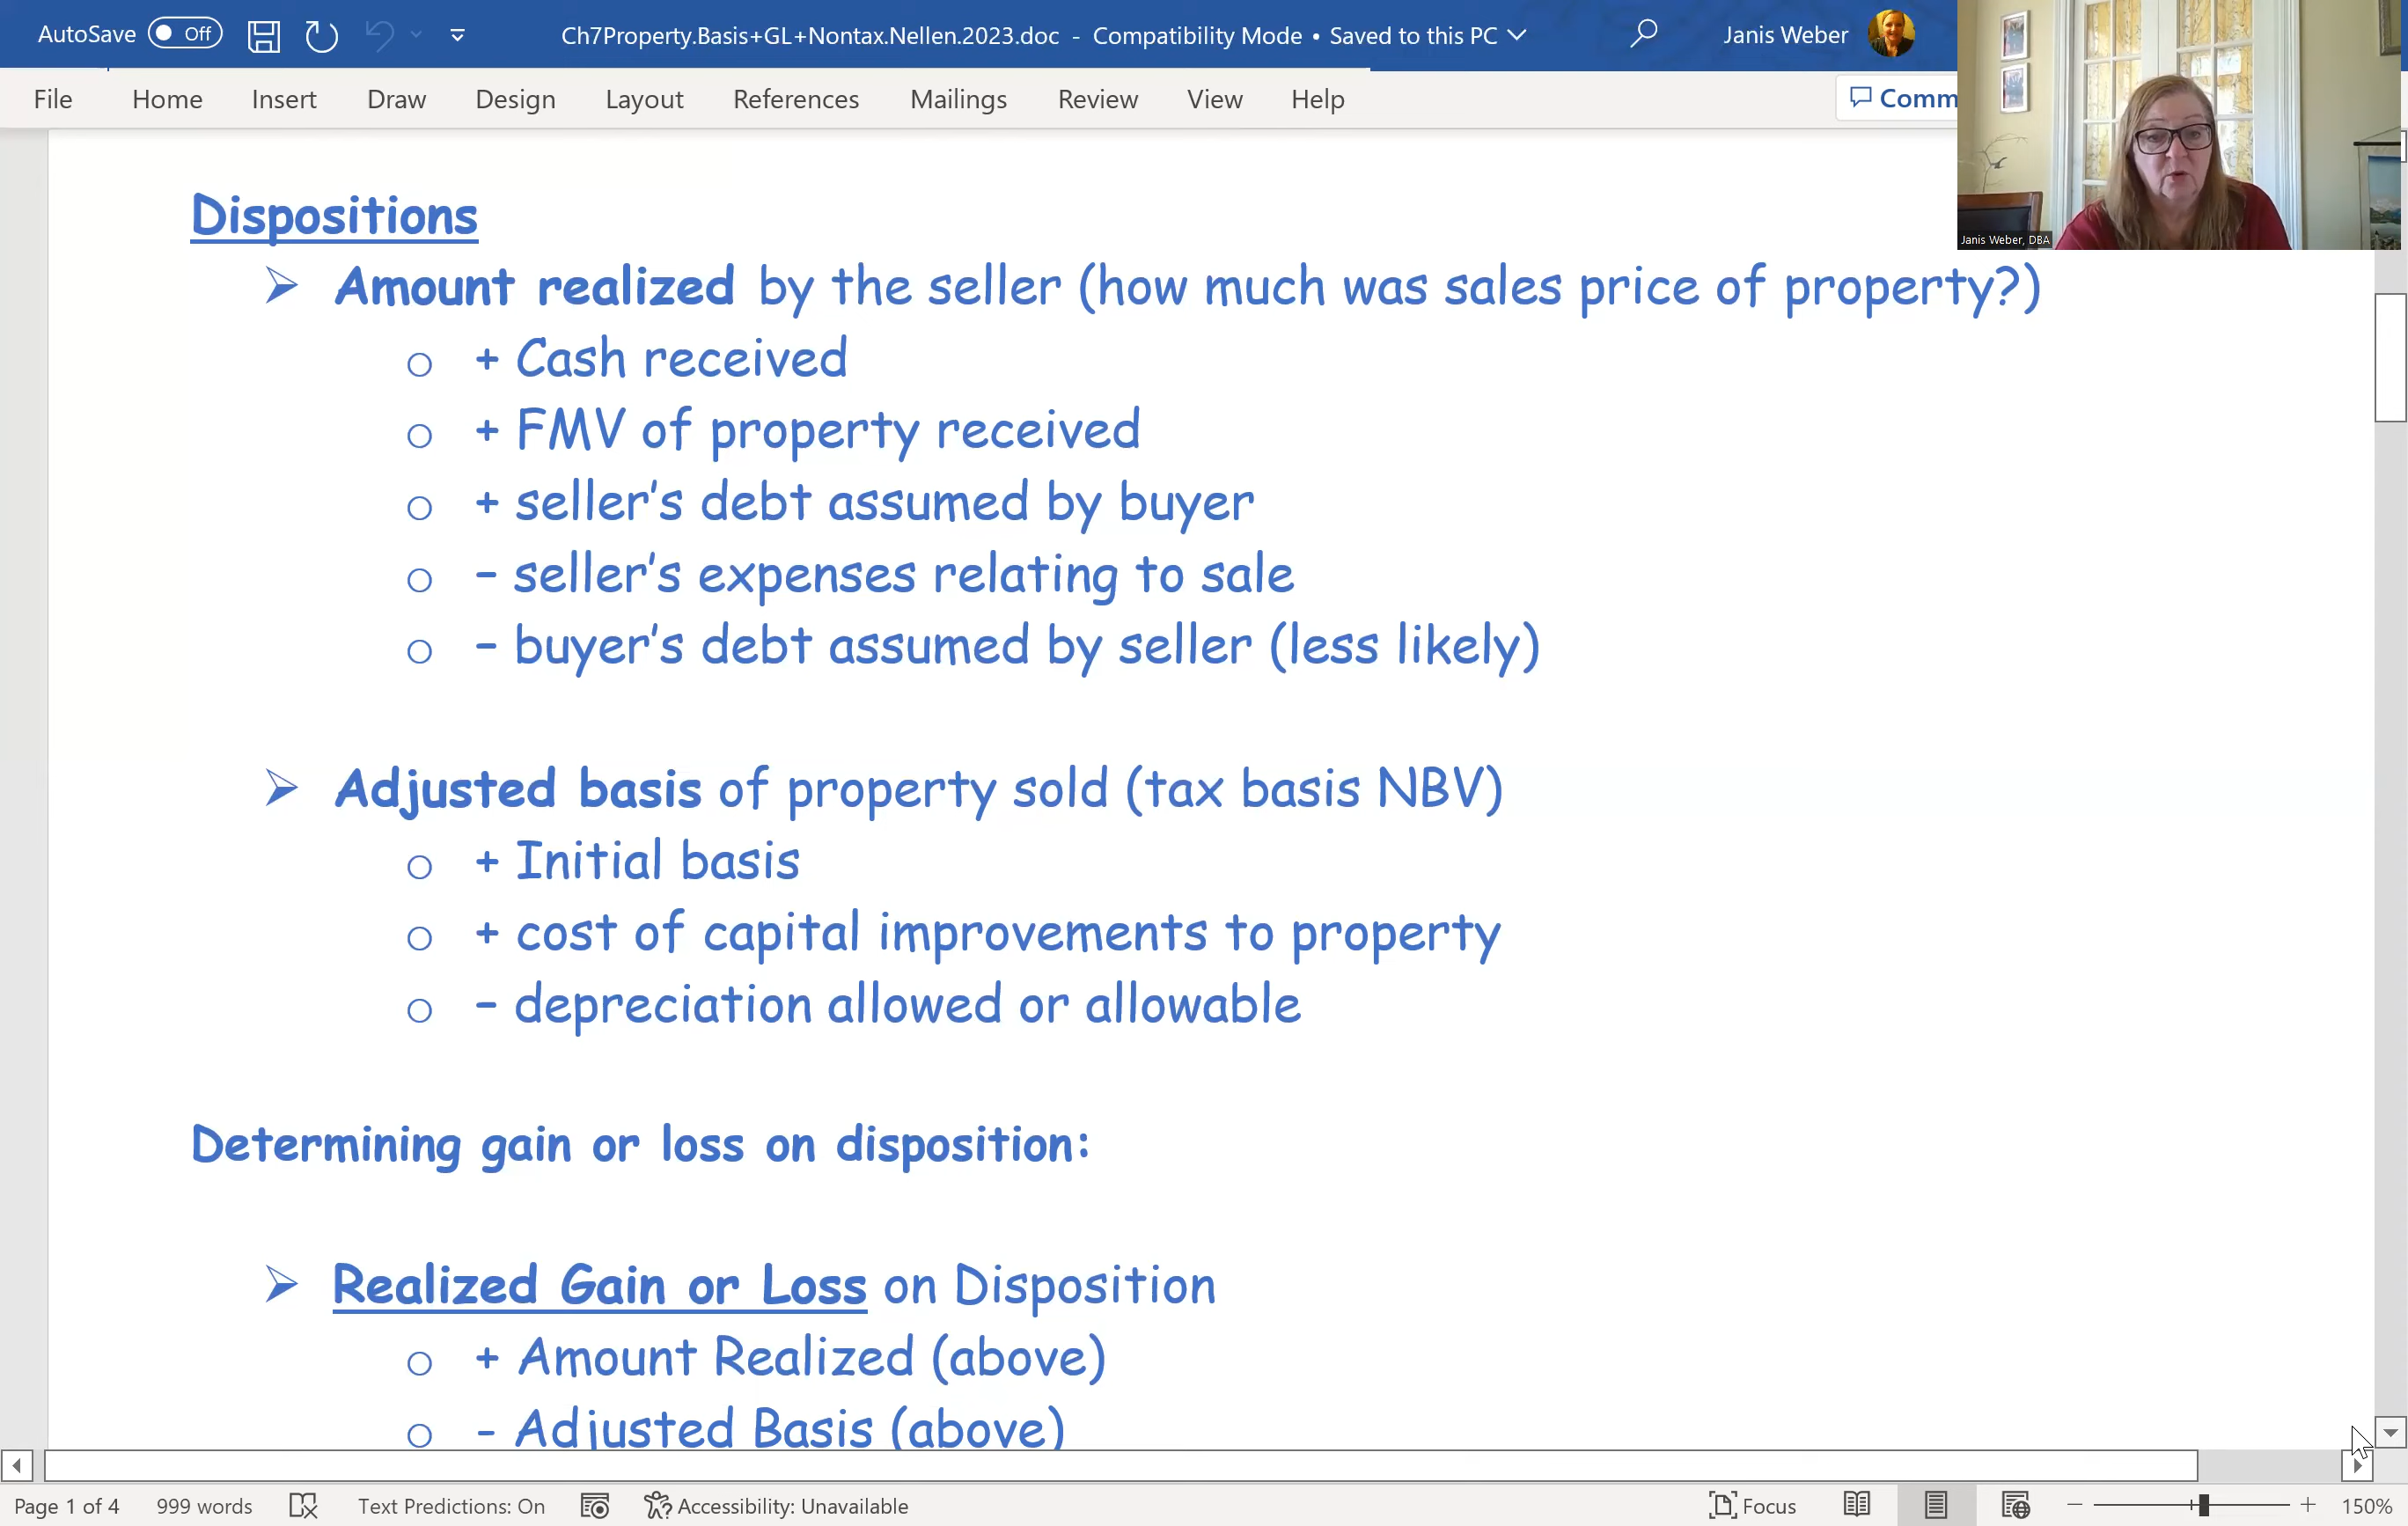 AutoSave Off Ch7Property.Basis+GL+Nontax.Nellen.2023.doc - Compatibility Mode • Saved to this PC Janis Weber
File Home Insert Draw Design Layout References Mailings Review View Help Comm
Janis Weber, DBA
Dispositions
➢ Amount realized by the seller (how much was sales price of property?)
o + Cash received
o + FMV of property received
o + seller's debt assumed by buyer
o – seller's expenses relating to sale
o – buyer's debt assumed by seller (less likely)
➢ Adjusted basis of property sold (tax basis NBV)
o + Initial basis
o + cost of capital improvements to property
o – depreciation allowed or allowable
Determining gain or loss on disposition:
➢ Realized Gain or Loss on Disposition
o + Amount Realized (above)
o - Adjusted Basis (above)
Page 1 of 4 999 words Text Predictions: On Accessibility: Unavailable Focus 150%